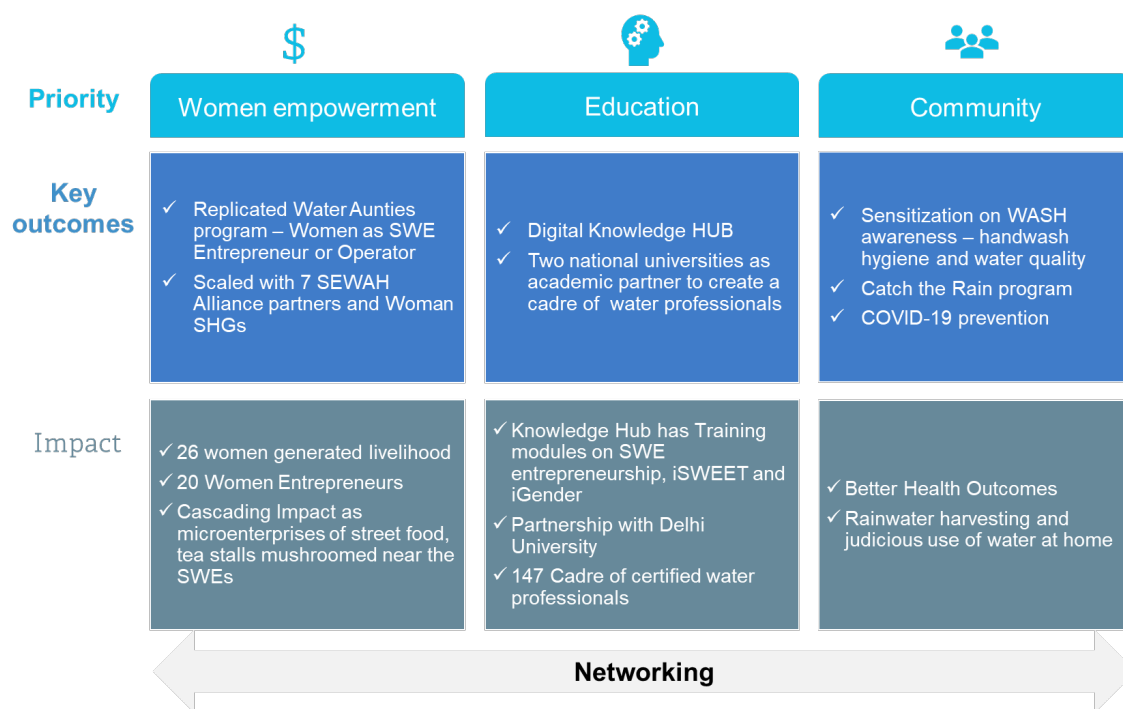 $
Priority
Women empowerment
Education
Community
Key
outcomes
✓ Replicated Water Aunties
program – Women as SWE
Entrepreneur or Operator
✓ Scaled with 7 SEWAH
Alliance partners and Woman
SHGs
✓ Digital Knowledge HUB
✓ Two national universities as
academic partner to create a
cadre of water professionals
✓ Sensitization on WASH
awareness – handwash
hygiene and water quality
✓ Catch the Rain program
✓ COVID-19 prevention
Impact
✓ 26 women generated livelihood
✓ 20 Women Entrepreneurs
✓ Cascading Impact as
microenterprises of street food,
tea stalls mushroomed near the
SWEs
✓ Knowledge Hub has Training
modules on SWE
entrepreneurship, iSWEET and
iGender
✓ Partnership with Delhi
University
✓ 147 Cadre of certified water
professionals
✓ Better Health Outcomes
✓ Rainwater harvesting and
judicious use of water at home
Networking